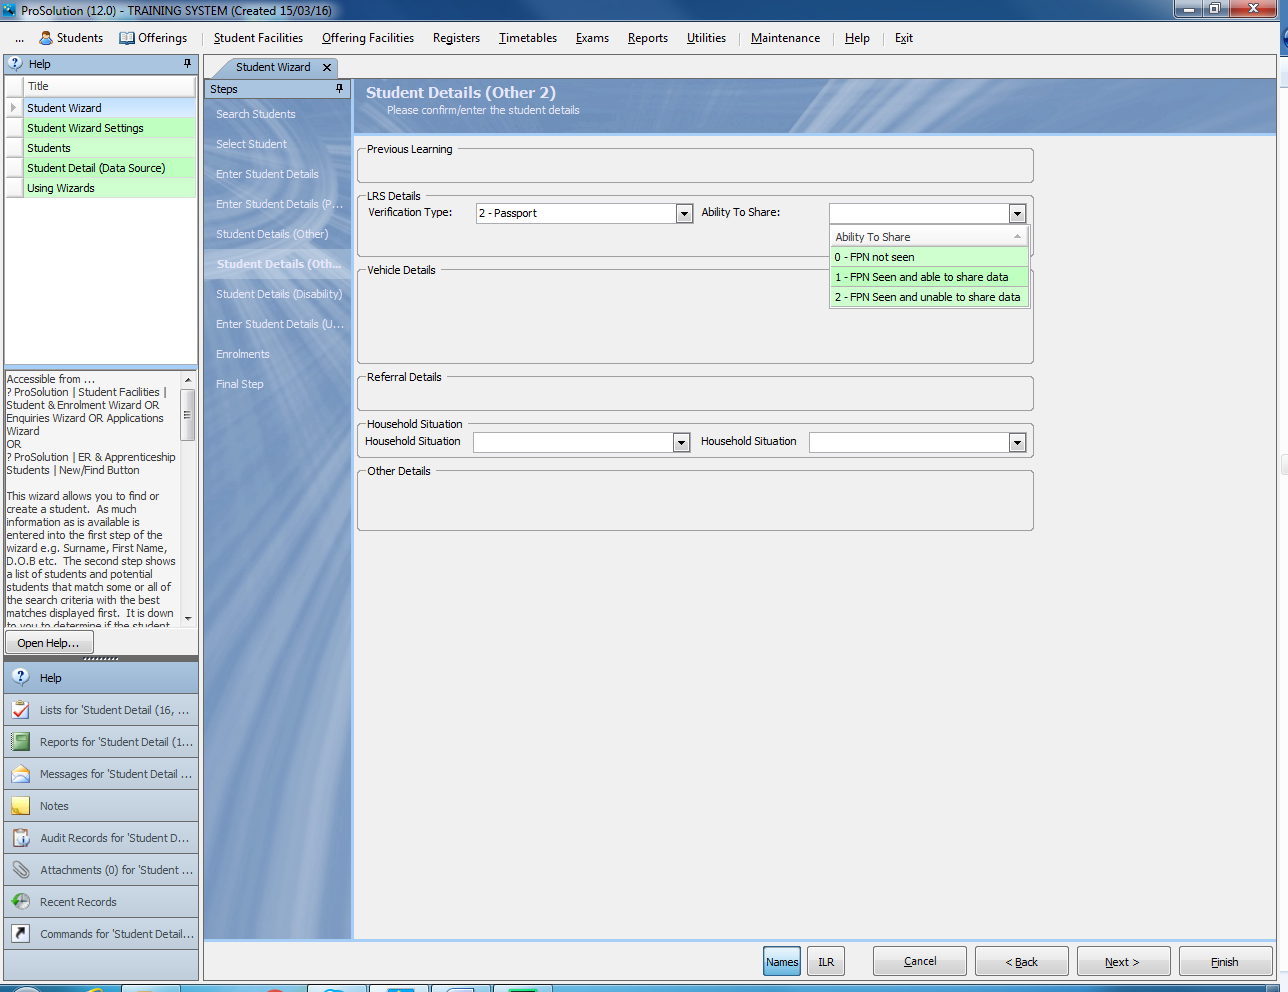 ProSolution (12.0) - TRAINING SYSTEM (Created 15/03/16)
... Students Offerings Student Facilities Offering Facilities Registers Timetables Exams Reports Utilities Maintenance Help Exit
Help
Title
Student Wizard
Student Wizard Settings
Students
Student Detail (Data Source)
Using Wizards
Accessible from ...
? ProSolution | Student Facilities |
Student & Enrolment Wizard OR
Enquiries Wizard OR Applications
Wizard
OR
? ProSolution | ER & Apprenticeship
Students | New/Find Button
This wizard allows you to find or
create a student. As much
information as is available is
entered into the first step of the
wizard e.g. Surname, First Name,
D.O.B etc. The second step shows
a list of students and potential
students that match some or all of
the search criteria with the best
matches displayed first. It is down
to you to determine if the student
Open Help...
Help
Lists for 'Student Detail (16, ...
Reports for 'Student Detail (1...
Messages for 'Student Detail ...
Notes
Audit Records for 'Student D...
Attachments (0) for 'Student ...
Recent Records
Commands for 'Student Detail...
Student Wizard
Steps
Search Students
Select Student
Enter Student Details
Enter Student Details (P...
Student Details (Other)
Student Details (Oth...
Student Details (Disability)
Enter Student Details (U...
Enrolments
Final Step
Student Details (Other 2)
Please confirm/enter the student details
Previous Learning
LRS Details
Verification Type: 2 - Passport Ability To Share:
Ability To Share
0 - FPN not seen
1 - FPN Seen and able to share data
2 - FPN Seen and unable to share data
Vehicle Details
Referral Details
Household Situation
Household Situation Household Situation
Other Details
Names ILR Cancel < Back Next > Finish